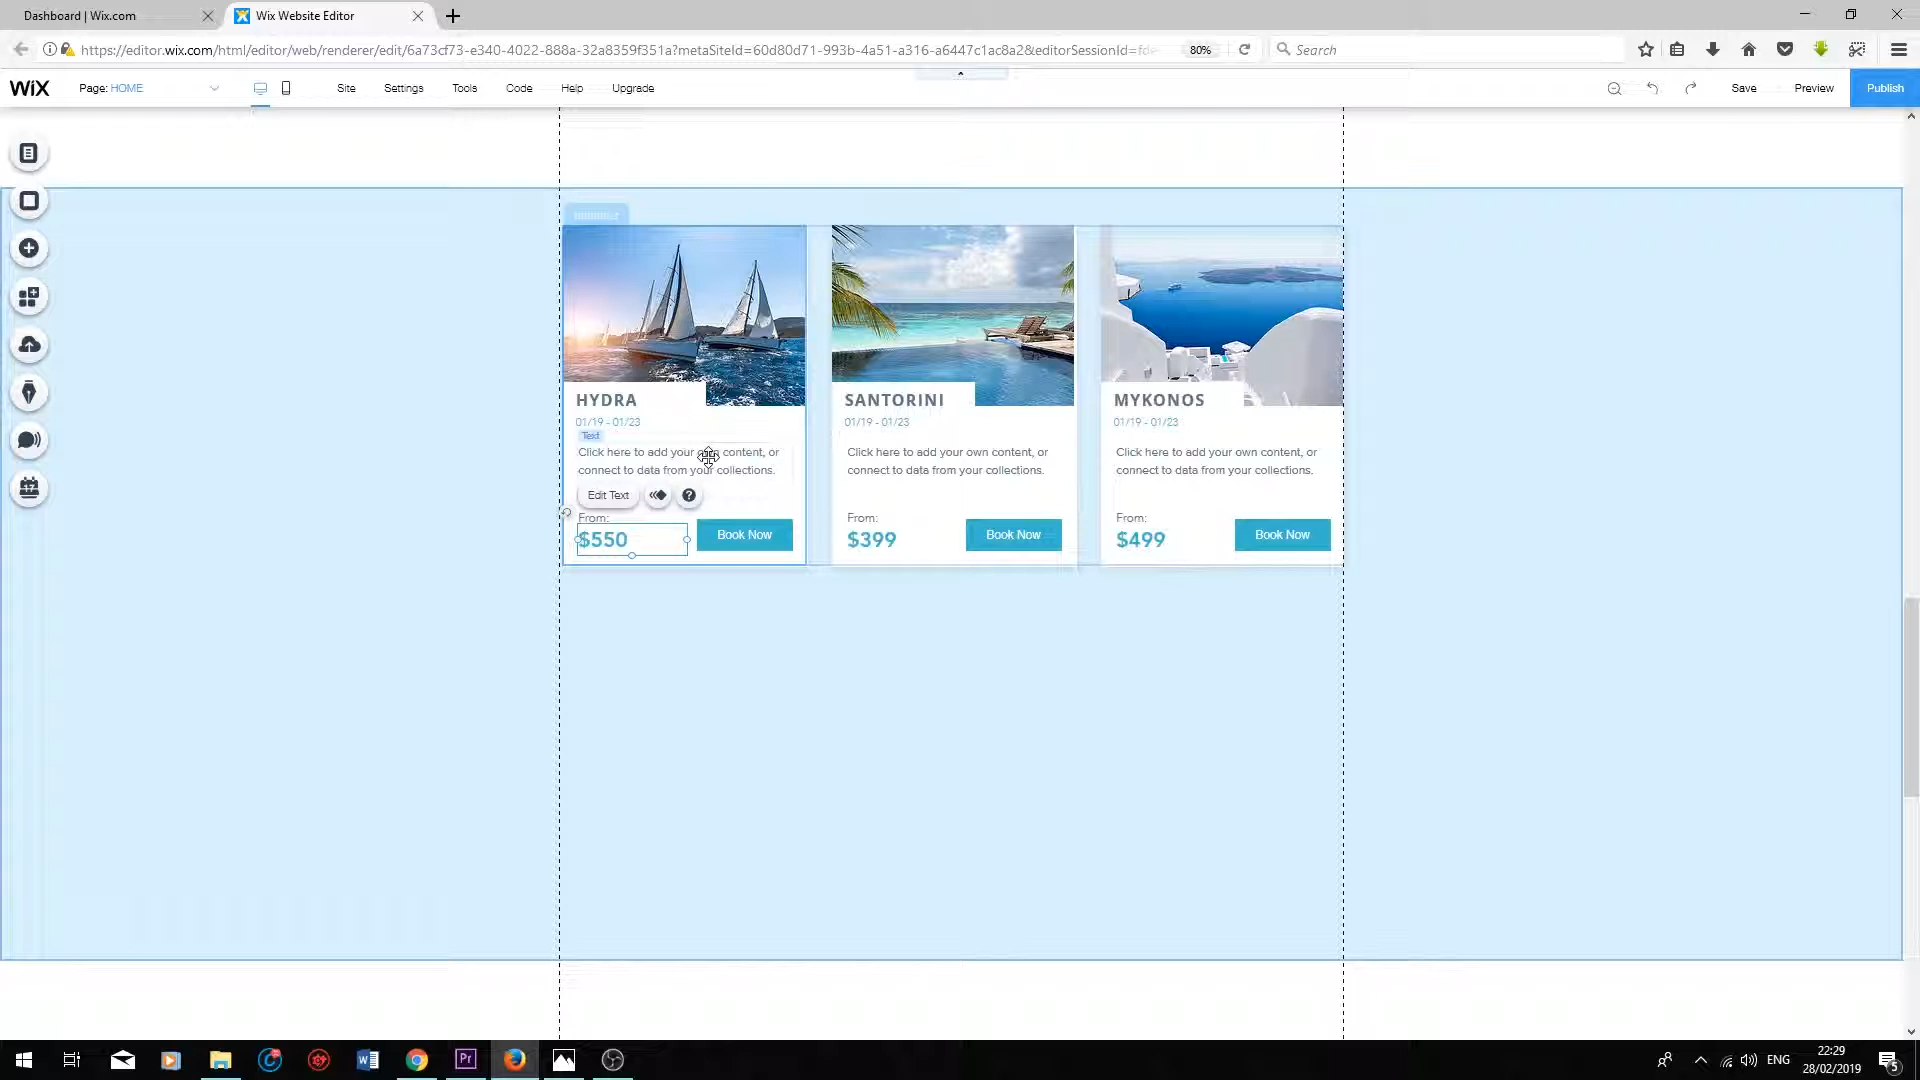 Dashboard | Wix.com
Wix Website Editor
https://editor.wix.com/html/editor/web/renderer/edit/6a73cf73-e340-4022-888a-32a8359f351a?metaSiteId=60d80d71-993b-4a51-a316-a6447c1ac8a2&editorSessionId=fde
80%
Search
WiX
Page: HOME
Site
Settings
Tools
Code
Help
Upgrade
Save
Preview
Publish
HYDRA
01/19 - 01/23
Text
Click here to add your own content, or
connect to data from your collections.
Edit Text
?
From:
$550
Book Now
SANTORINI
01/19 - 01/23
Click here to add your own content, or
connect to data from your collections.
From:
$399
Book Now
MYKONOS
01/19 - 01/23
Click here to add your own content, or
connect to data from your collections.
From:
$499
Book Now
17
Pr
ENG
22:29
28/02/2019
5